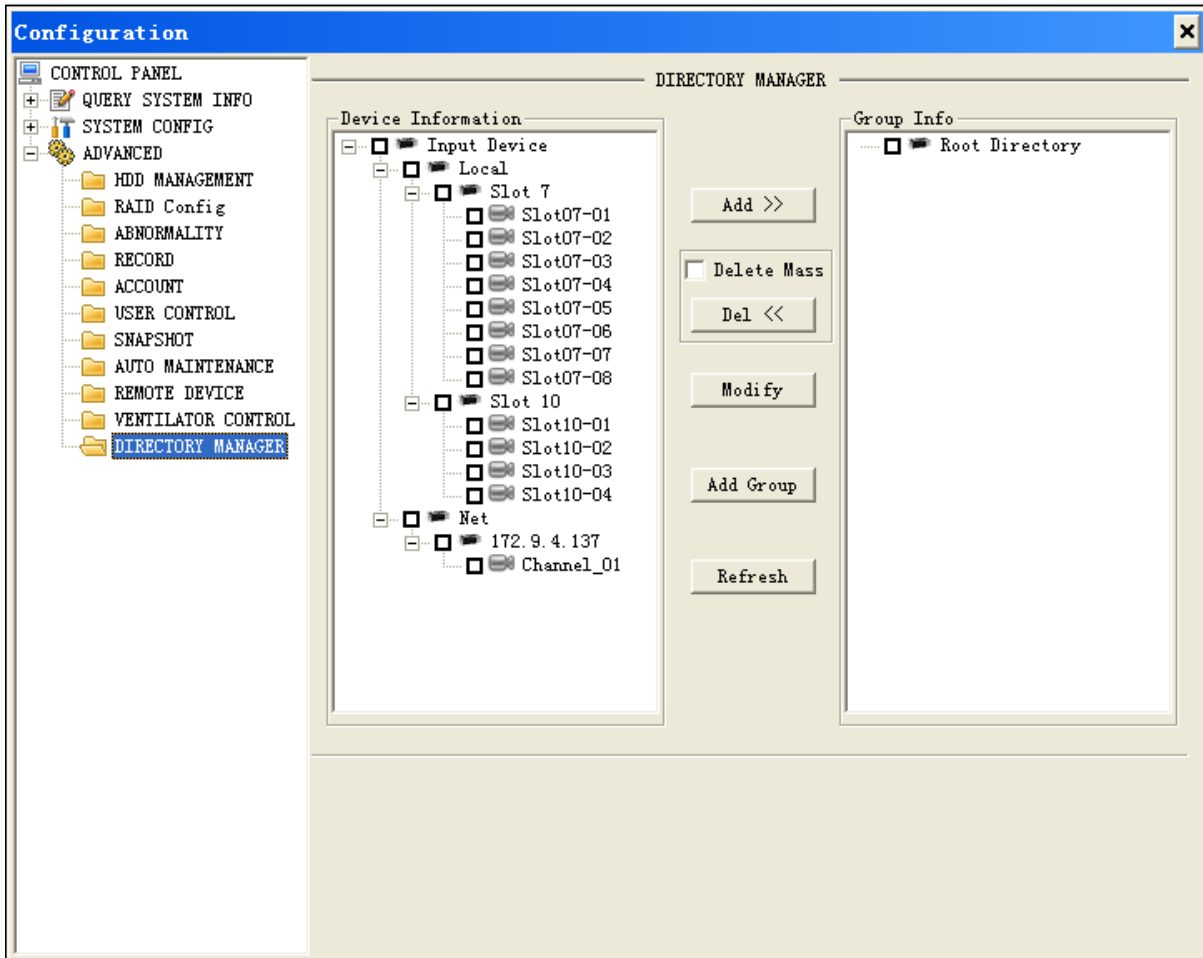 Configuration
CONTROL PANEL
QUERY SYSTEM INFO
SYSTEM CONFIG
ADVANCED
HDD MANAGEMENT
RAID Config
ABNORMALITY
RECORD
ACCOUNT
USER CONTROL
SNAPSHOT
AUTO MAINTENANCE
REMOTE DEVICE
VENTILATOR CONTROL
DIRECTORY MANAGER
DIRECTORY MANAGER
Device Information
Input Device
Local
Slot 7
Slot07-01
Slot07-02
Slot07-03
Slot07-04
Slot07-05
Slot07-06
Slot07-07
Slot07-08
Slot 10
Slot10-01
Slot10-02
Slot10-03
Slot10-04
Net
172.9.4.137
Channel_01
Add >>
Delete Mass
Del <<
Modify
Add Group
Refresh
Group Info
Root Directory